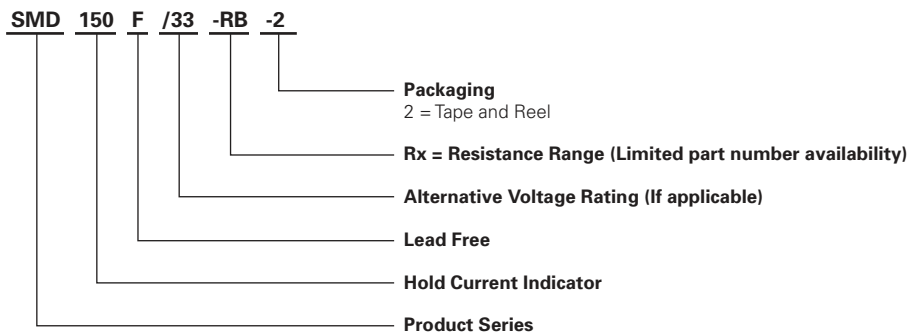 SMD 150 F /33 -RB -2
Packaging
2 = Tape and Reel
Rx = Resistance Range (Limited part number availability)
Alternative Voltage Rating (If applicable)
Lead Free
Hold Current Indicator
Product Series